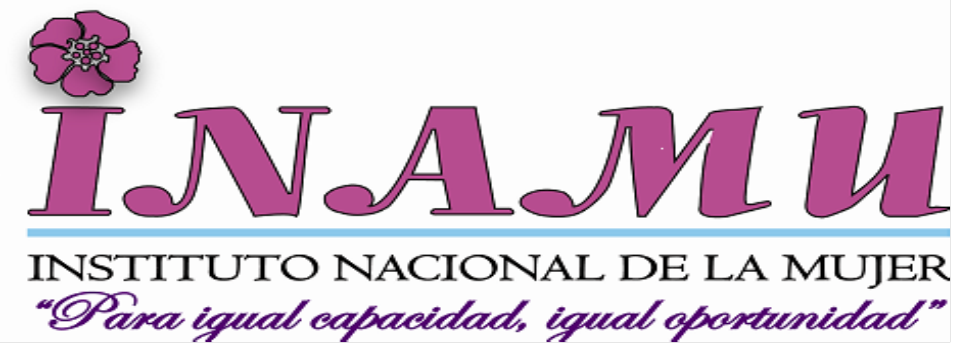 INAMU
INSTITUTO NACIONAL DE LA MUJER
“Para igual capacidad, igual oportunidad”